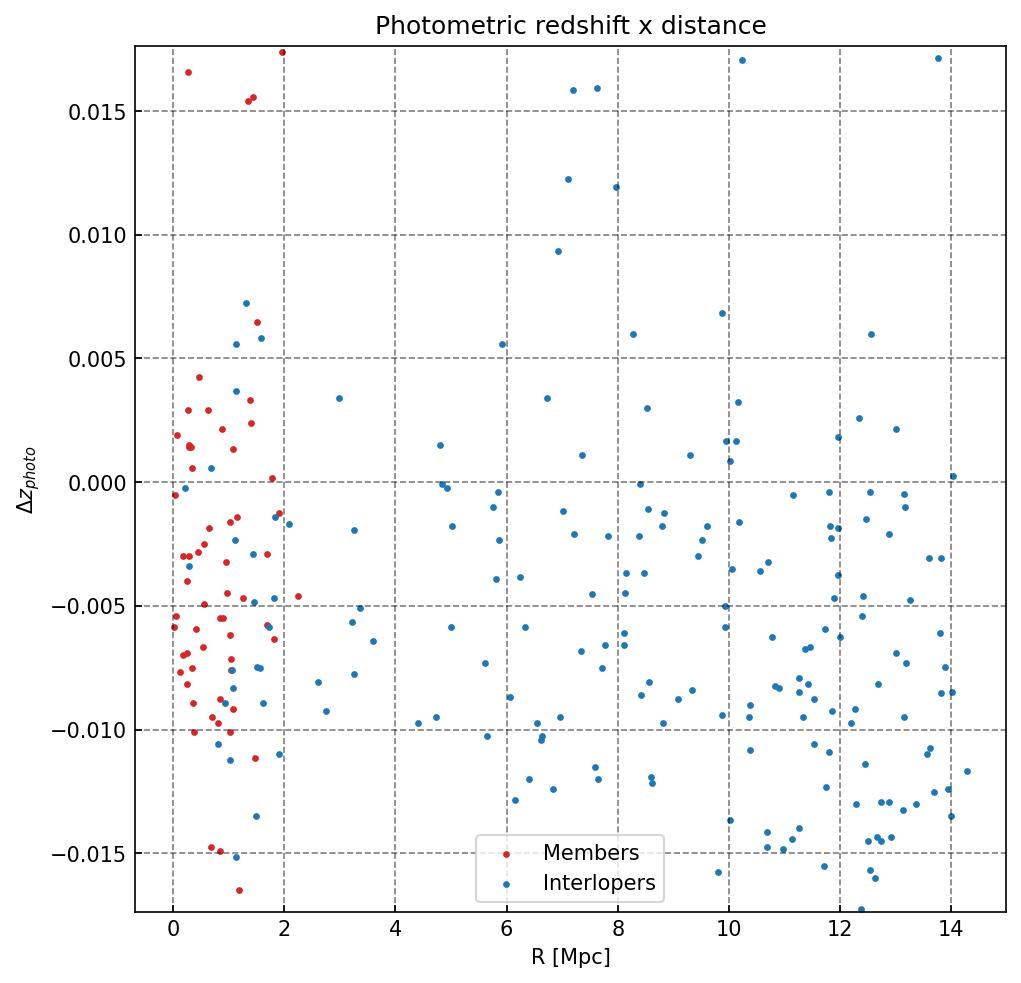 Photometric redshift x distance
0.015
0.010
0.005
0.000
−0.005
−0.010
−0.015
Δz_photo
Members
Interlopers
0 2 4 6 8 10 12 14
R [Mpc]